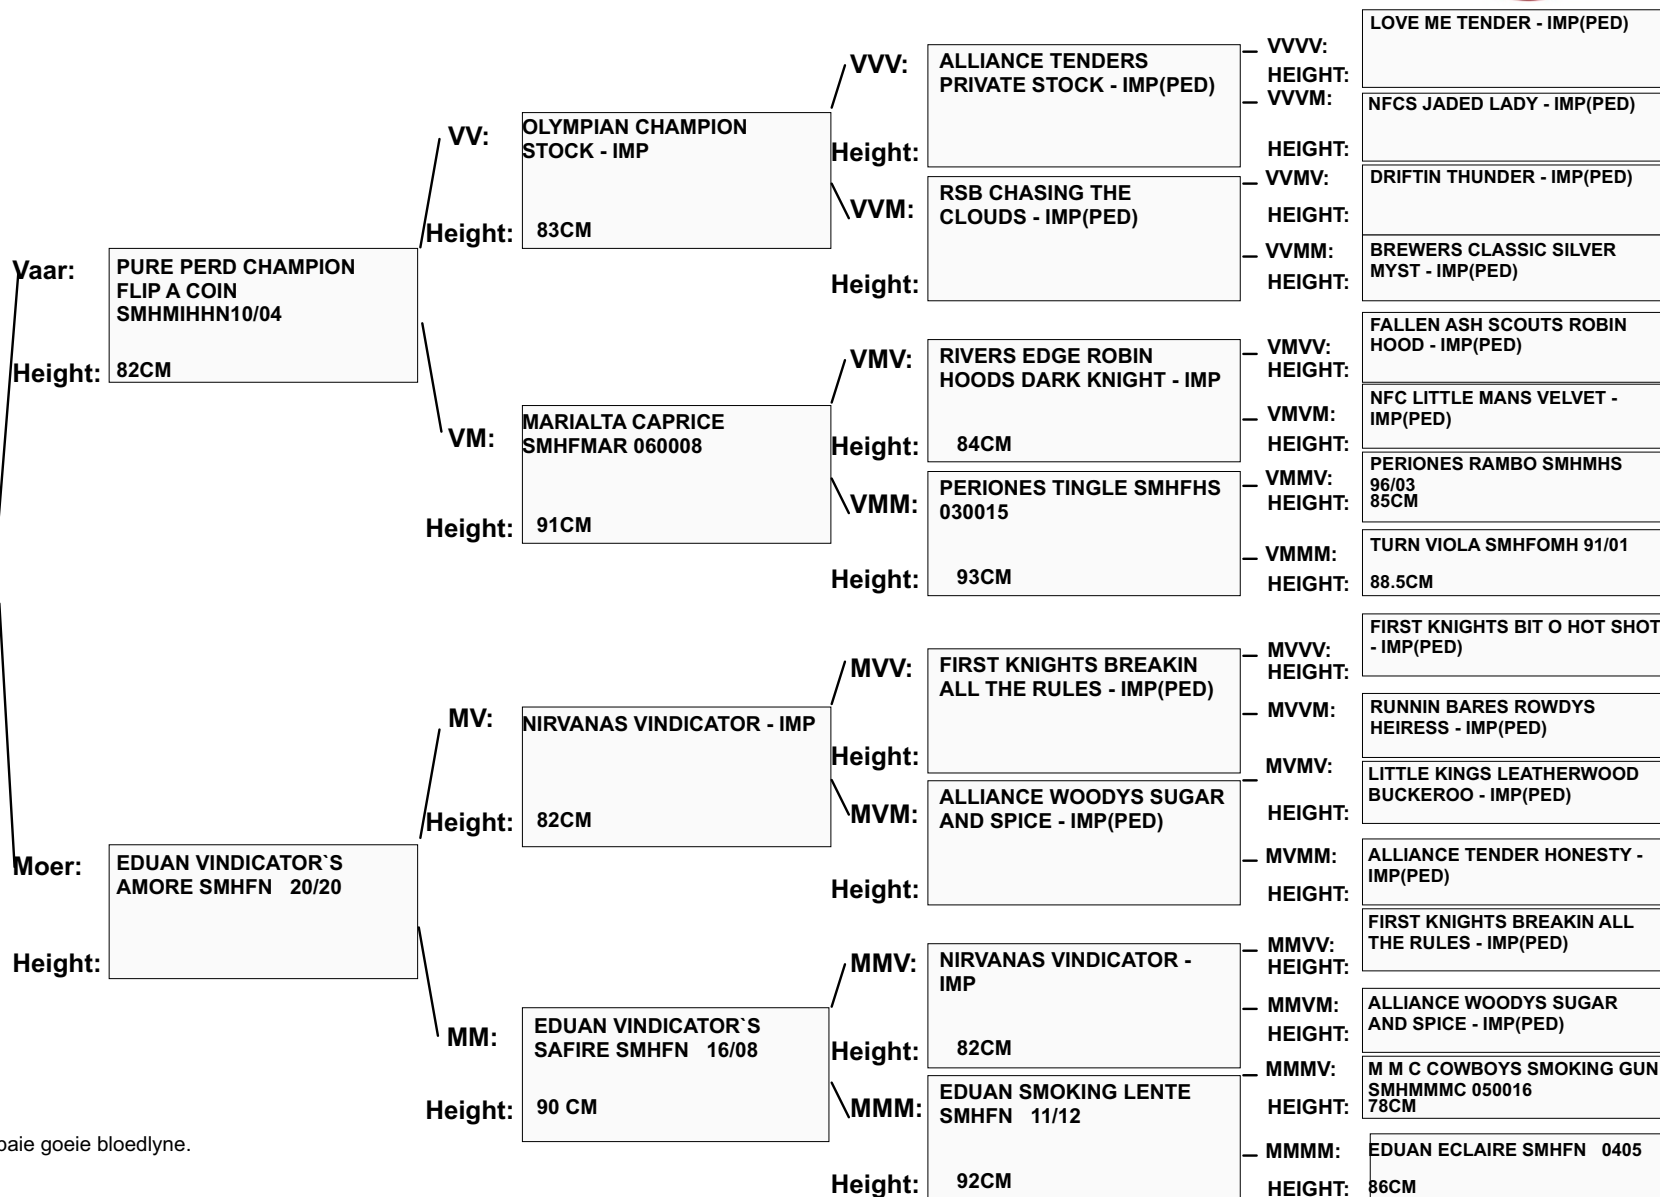 Vaar:
PURE PERD CHAMPION
FLIP A COIN
SMHMIHHN10/04
Height:
82CM
Moer:
EDUAN VINDICATOR`S
AMORE SMHFN 20/20
Height:
VV:
OLYMPIAN CHAMPION
STOCK - IMP
Height:
83CM
VM:
MARIALTA CAPRICE
SMHFMAR 060008
Height:
91CM
MV:
NIRVANAS VINDICATOR - IMP
Height:
82CM
MM:
EDUAN VINDICATOR`S
SAFIRE SMHFN 16/08
Height:
90 CM
VVV:
ALLIANCE TENDERS
PRIVATE STOCK - IMP(PED)
Height:
VVM:
RSB CHASING THE
CLOUDS - IMP(PED)
Height:
VMV:
RIVERS EDGE ROBIN
HOODS DARK KNIGHT - IMP
Height:
84CM
VMM:
PERIONES TINGLE SMHFHS
030015
Height:
93CM
MVV:
FIRST KNIGHTS BREAKIN
ALL THE RULES - IMP(PED)
Height:
MVM:
ALLIANCE WOODYS SUGAR
AND SPICE - IMP(PED)
Height:
MMV:
NIRVANAS VINDICATOR -
IMP
Height:
82CM
MMM:
EDUAN SMOKING LENTE
SMHFN 11/12
Height:
92CM
VVVV:
LOVE ME TENDER - IMP(PED)
HEIGHT:
VVVM:
NFCS JADED LADY - IMP(PED)
HEIGHT:
VVMV:
DRIFTIN THUNDER - IMP(PED)
HEIGHT:
VVMM:
BREWERS CLASSIC SILVER
MYST - IMP(PED)
HEIGHT:
VMVV:
FALLEN ASH SCOUTS ROBIN
HOOD - IMP(PED)
HEIGHT:
VMVM:
NFC LITTLE MANS VELVET -
IMP(PED)
HEIGHT:
VMMV:
PERIONES RAMBO SMHMHS
96/03
HEIGHT:
85CM
VMMM:
TURN VIOLA SMHFOMH 91/01
HEIGHT:
88.5CM
MVVV:
FIRST KNIGHTS BIT O HOT SHOT
- IMP(PED)
HEIGHT:
MVVM:
RUNNIN BARES ROWDYS
HEIRESS - IMP(PED)
MVMV:
LITTLE KINGS LEATHERWOOD
BUCKEROO - IMP(PED)
HEIGHT:
MVMM:
ALLIANCE TENDER HONESTY -
IMP(PED)
HEIGHT:
MMVV:
FIRST KNIGHTS BREAKIN ALL
THE RULES - IMP(PED)
HEIGHT:
MMVM:
ALLIANCE WOODYS SUGAR
AND SPICE - IMP(PED)
HEIGHT:
MMMV:
M M C COWBOYS SMOKING GUN
SMHMMMC 050016
HEIGHT:
78CM
MMMM:
EDUAN ECLAIRE SMHFN 0405
HEIGHT:
86CM
baie goeie bloedlyne.